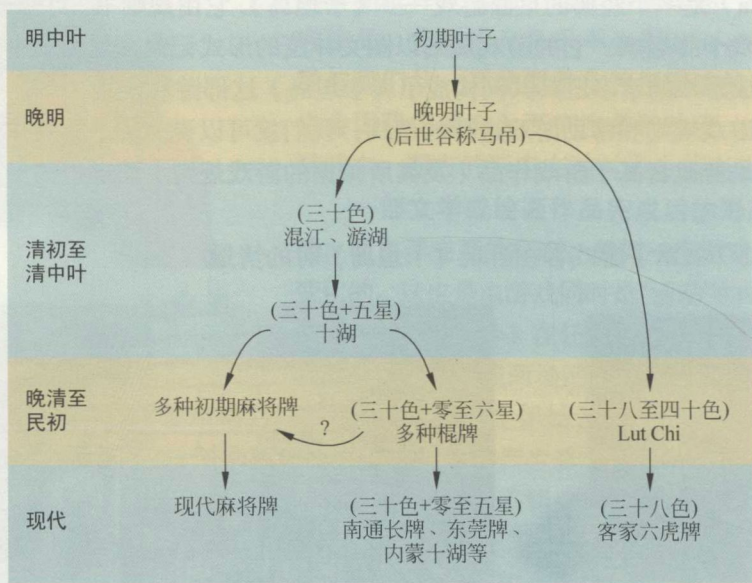 明中叶
初期叶子
晚明
晚明叶子
(后世谷称马吊)
清初至
清中叶
(三十色)
混江、游湖
(三十色+五星)
十湖
晚清至
民初
多种初期麻将牌
?
(三十色+零至六星)
多种棍牌
(三十八至四十色)
Lut Chi
现代
现代麻将牌
(三十色+零至五星)
南通长牌、东莞牌、
内蒙十湖等
(三十八色)
客家六虎牌